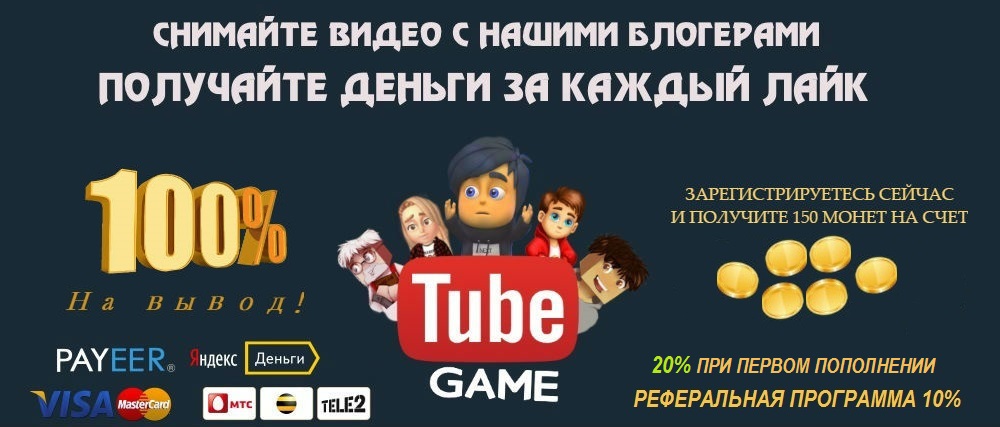 СНИМАЙТЕ ВИДЕО С НАШИМИ БЛОГЕРАМИ
ПОЛУЧАЙТЕ ДЕНЬГИ ЗА КАЖДЫЙ ЛАЙК
100%
На вывод!
PAYEER®
Яндекс Деньги
VISA MasterCard
МТС TELE2
Tube
GAME
ЗАРЕГИСТРИРУЕТЕСЬ СЕЙЧАС
И ПОЛУЧИТЕ 150 МОНЕТ НА СЧЕТ
20% ПРИ ПЕРВОМ ПОПОЛНЕНИИ
РЕФЕРАЛЬНАЯ ПРОГРАММА 10%